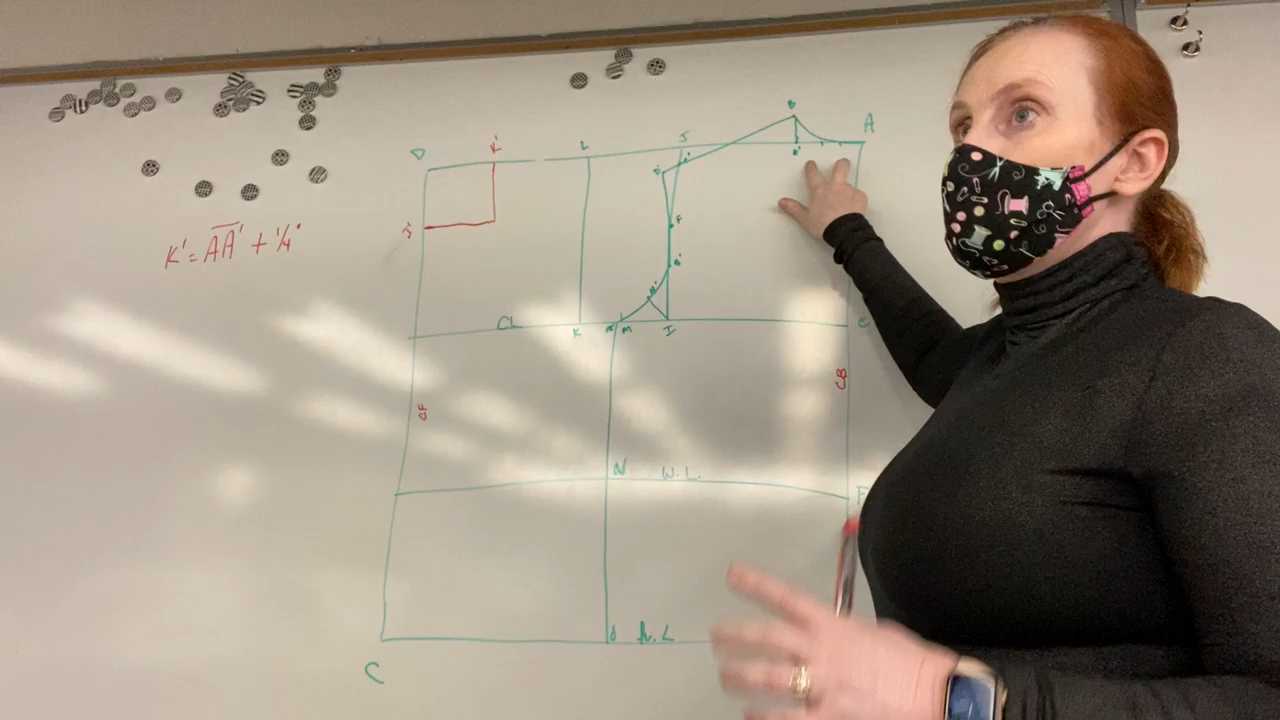 B
A
D K' L J
K' = AA' + 1/4"
F
CL K M I C
CB
CF
N W.L. F
O H.L
C